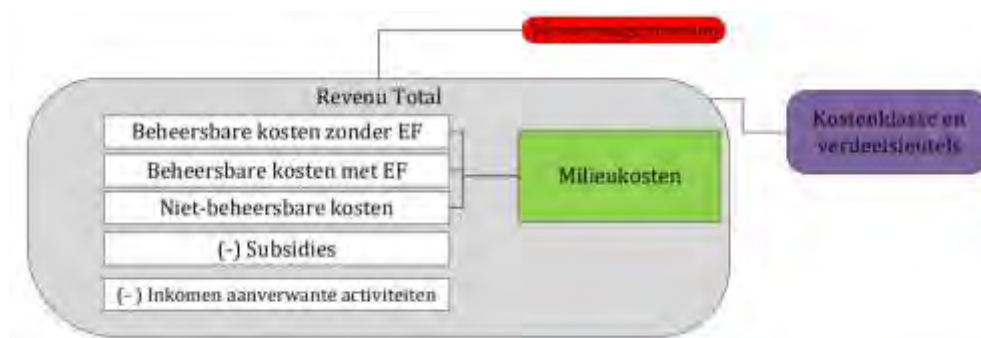 Revenu Total
Beheersbare kosten zonder EF
Beheersbare kosten met EF
Niet-beheersbare kosten
(-) Subsidies
(- ) Inkomen aanverwante activiteiten
Milieukosten
Kostenklasse en
verdeelsleutels